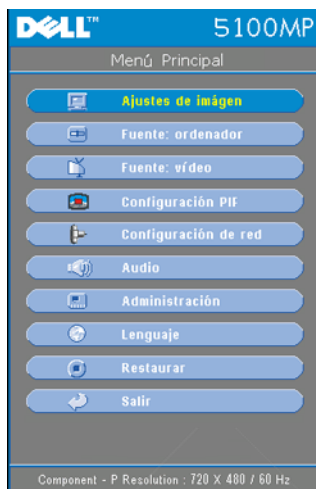 DELL™ 5100MP
Menú Principal
Ajustes de imágen
Fuente: ordenador
Fuente: vídeo
Configuración PIF
Configuración de red
Audio
Administración
Lenguaje
Restaurar
Salir
Component - P Resolution : 720 X 480 / 60 Hz